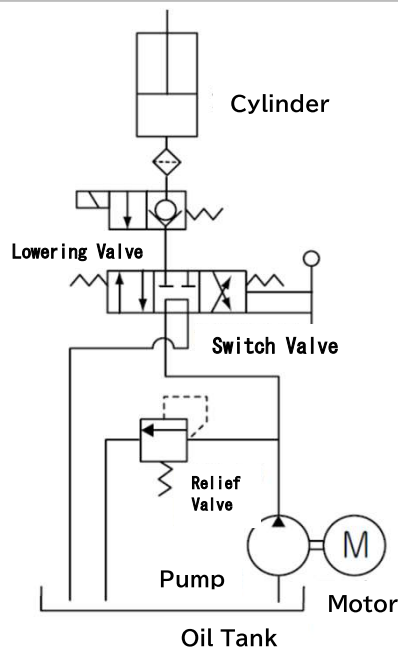 Cylinder
Lowering Valve
Switch Valve
Relief
Valve
M
Pump
Motor
Oil Tank